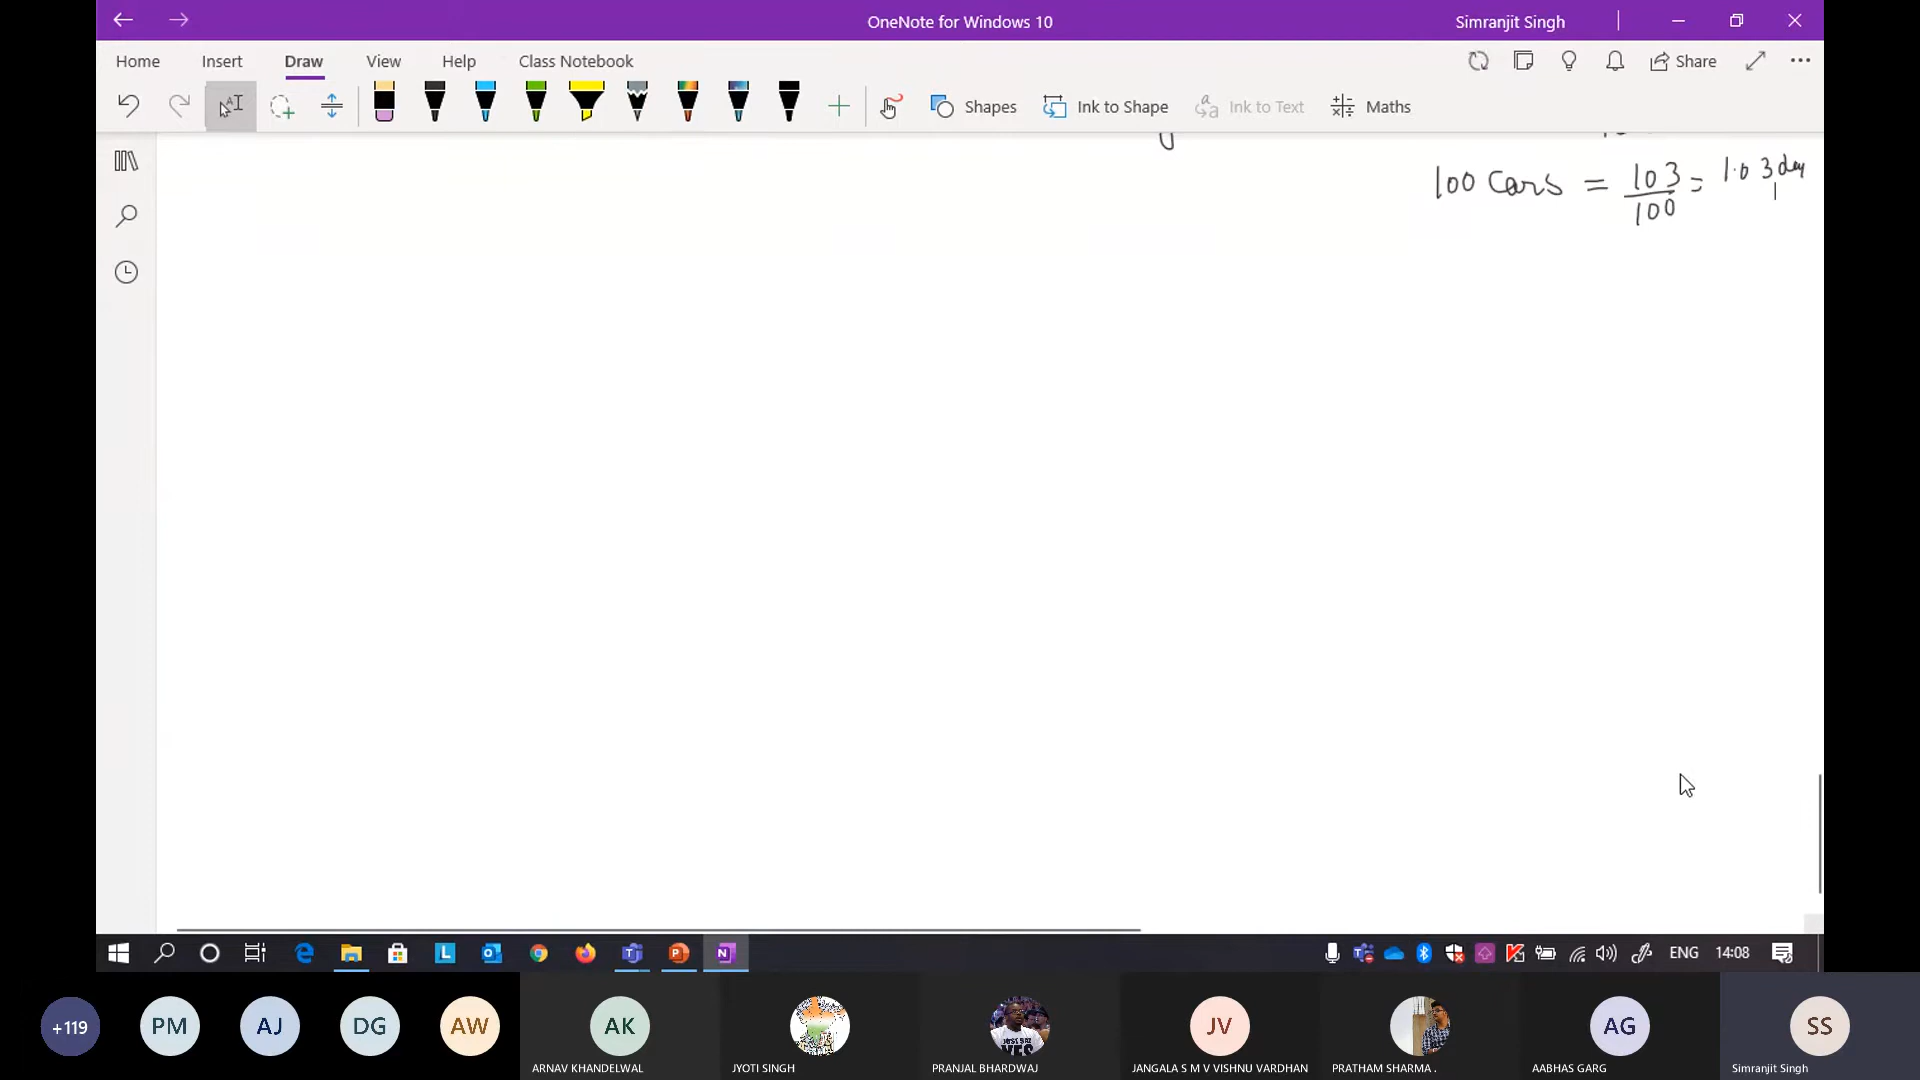 OneNote for Windows 10
Simranjit Singh
Home Insert Draw View Help Class Notebook
Share
Shapes Ink to Shape Ink to Text Maths
100 Cars = 103/100 = 1.03 day
ENG 14:08
+119 PM AJ DG AW AK JV AG SS
ARNAV KHANDELWAL JYOTI SINGH PRANJAL BHARDWAJ JANGALA S M V VISHNU VARDHAN PRATHAM SHARMA . AABHAS GARG Simranjit Singh